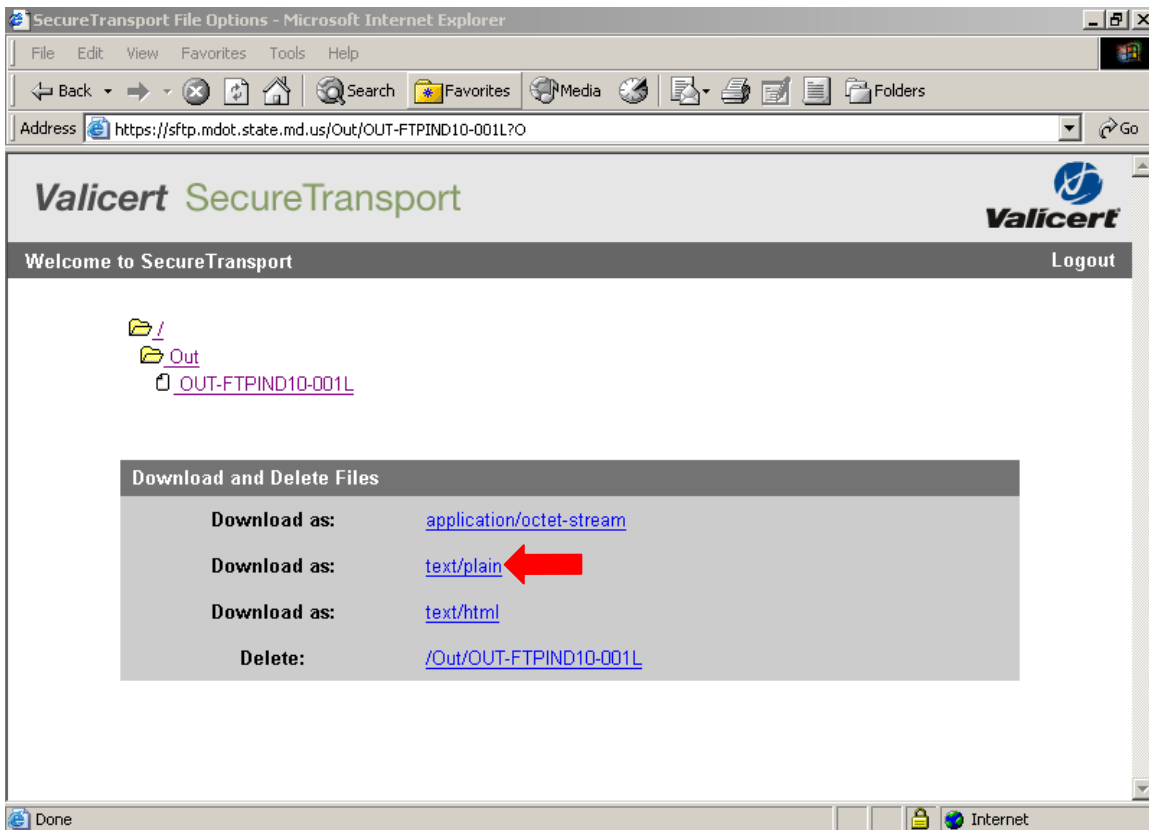 SecureTransport File Options - Microsoft Internet Explorer
File Edit View Favorites Tools Help
Back Search Favorites Media Folders
Address https://sftp.mdot.state.md.us/Out/OUT-FTPIND10-001L?O Go
Valicert SecureTransport
Valicert
Welcome to SecureTransport Logout
/
Out
OUT-FTPIND10-001L
Download and Delete Files
Download as: application/octet-stream
Download as: text/plain
Download as: text/html
Delete: /Out/OUT-FTPIND10-001L
Done Internet